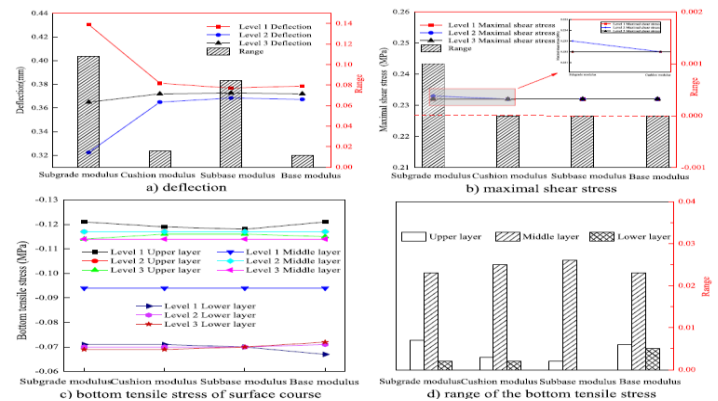 Level 1 Deflection
Level 2 Deflection
Level 3 Deflection
Range
Deflection(mm)
0.44
0.40
0.36
0.32
0.14
0.12
0.10
0.08
0.06
0.04
0.02
0.00
Range
Subgrade modulus Cushion modulus Subbase modulus Base modulus
a) deflection
Level 1 Maximal shear stress
Level 2 Maximal shear stress
Level 3 Maximal shear stress
Range
Maximal shear stress (MPa)
0.26
0.25
0.24
0.23
0.22
0.21
0.002
0.001
0.000
-0.001
Range
Subgrade modulus Cushion modulus Subbase modulus Base modulus
b) maximal shear stress
Bottom tensile stress (MPa)
-0.13
-0.12
-0.11
-0.10
-0.09
-0.08
-0.07
-0.06
Level 1 Upper layer
Level 2 Upper layer
Level 3 Upper layer
Level 1 Middle layer
Level 2 Middle layer
Level 3 Middle layer
Level 1 Lower layer
Level 2 Lower layer
Level 3 Lower layer
Subgrade modulus Cushion modulus Subbase modulus Base modulus
c) bottom tensile stress of surface course
Upper layer Middle layer Lower layer
0.04
0.03
0.02
0.01
0.00
Range
Subgrade modulus Cushion modulus Subbase modulus Base modulus
d) range of the bottom tensile stress